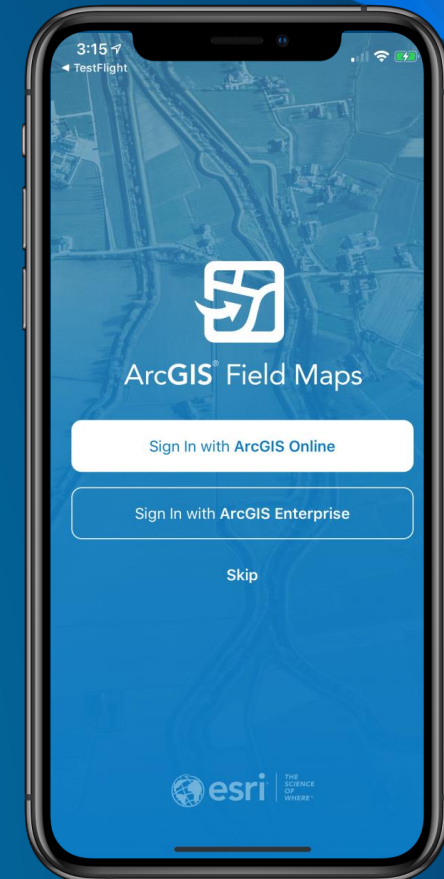 3:15
◀ TestFlight
ArcGIS® Field Maps
Sign In with ArcGIS Online
Sign In with ArcGIS Enterprise
Skip
esri
THE
SCIENCE
OF
WHERE™